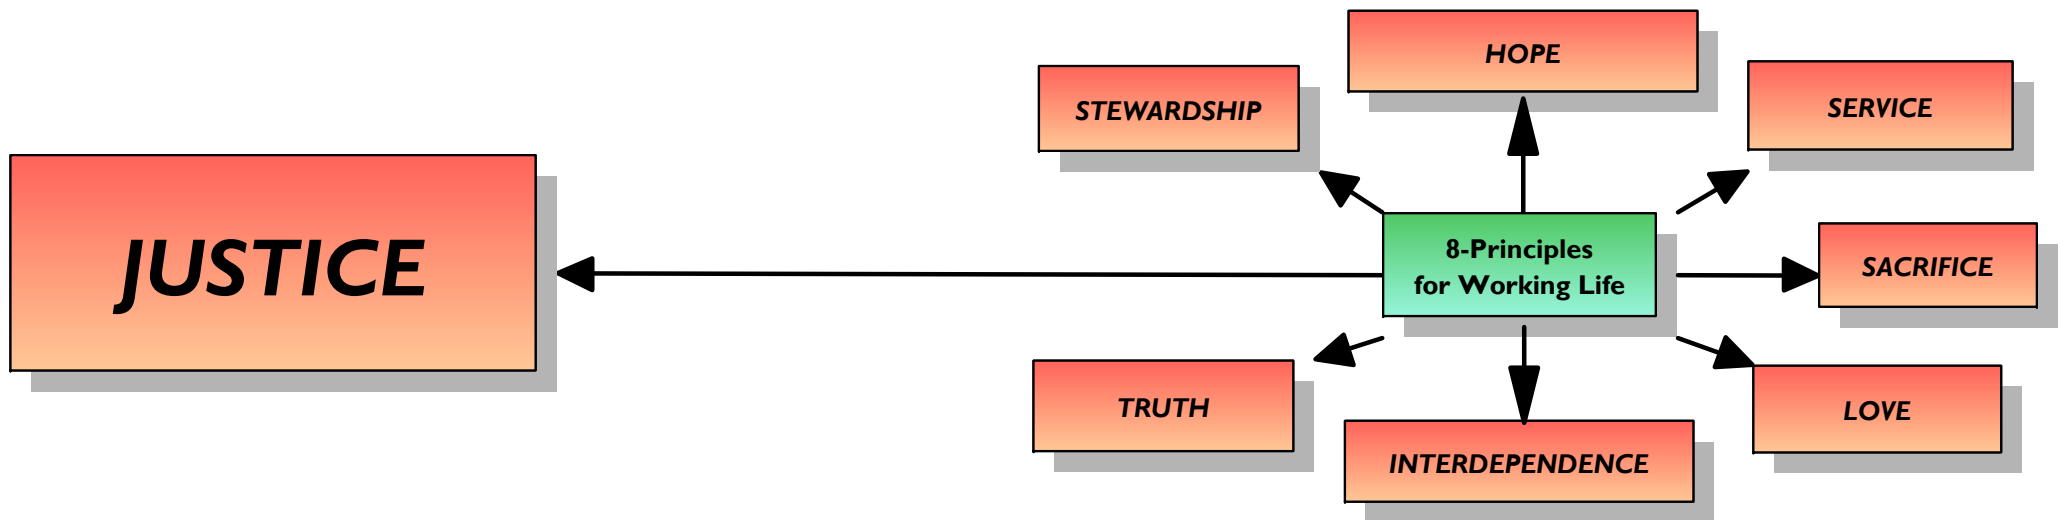 HOPE
STEWARDSHIP
SERVICE
JUSTICE
8-Principles
for Working Life
SACRIFICE
TRUTH
LOVE
INTERDEPENDENCE